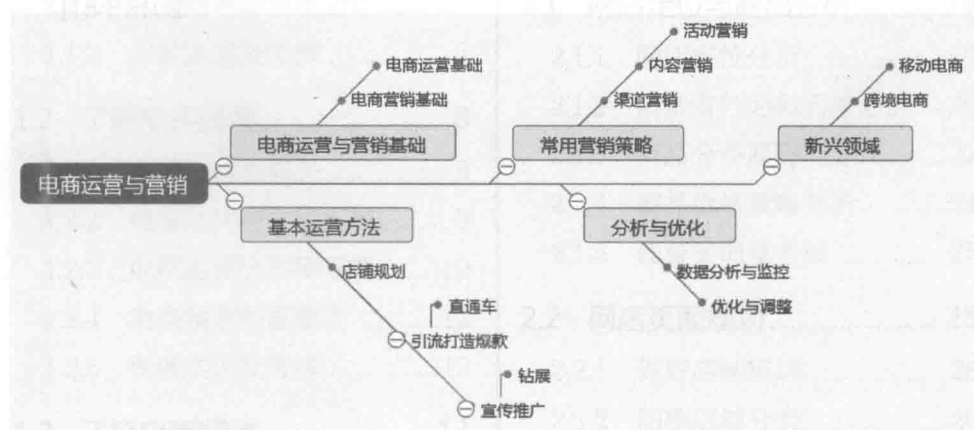 活动营销
电商运营基础
内容营销
移动电商
电商营销基础
渠道营销
跨境电商
电商运营与营销基础
常用营销策略
新兴领域
电商运营与营销
基本运营方法
分析与优化
店铺规划
数据分析与监控
直通车
优化与调整
引流打造爆款
钻展
宣传推广